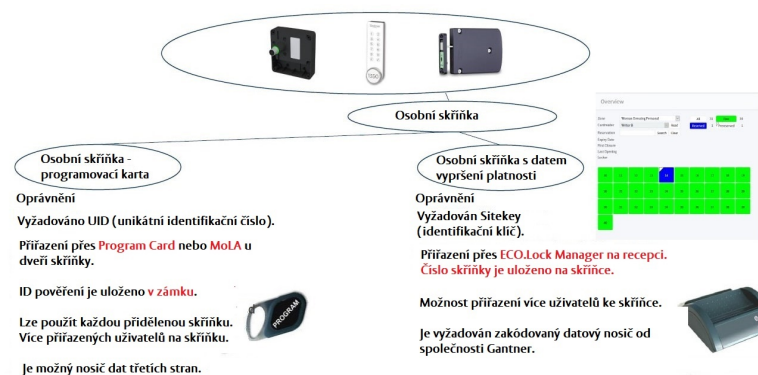 Osobní skříňka
Osobní skříňka -
programovací karta
Oprávnění
Vyžadováno UID (unikátní identifikační číslo).
Přiřazení přes Program Card nebo MoLA u
dveří skříňky.
ID pověření je uloženo v zámku.
Lze použít každou přidělenou skříňku.
Více přiřazených uživatelů na skříňku.
Je možný nosič dat třetích stran.
PROGRAM
Osobní skříňka s datem
vypršení platnosti
Oprávnění
Vyžadován Sitekey
(identifikační klíč).
Přiřazení přes ECO.Lock Manager na recepci.
Číslo skříňky je uloženo na skříňce.
Možnost přiřazení více uživatelů ke skříňce.
Je vyžadován zakódovaný datový nosič od
společnosti Gantner.
Overview